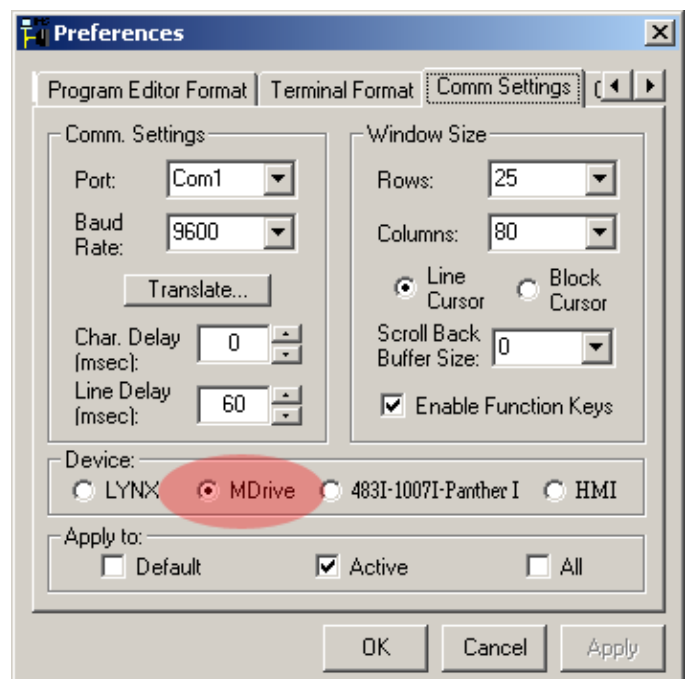 Preferences
Program Editor Format
Terminal Format
Comm Settings
Comm. Settings
Port:
Com1
Baud
Rate:
9600
Translate...
Char. Delay
(msec):
0
Line Delay
(msec):
60
Window Size
Rows:
25
Columns:
80
Line
Cursor
Block
Cursor
Scroll Back
Buffer Size:
0
Enable Function Keys
Device:
LYNX
MDrive
483I-1007I-Panther I
HMI
Apply to:
Default
Active
All
OK
Cancel
Apply